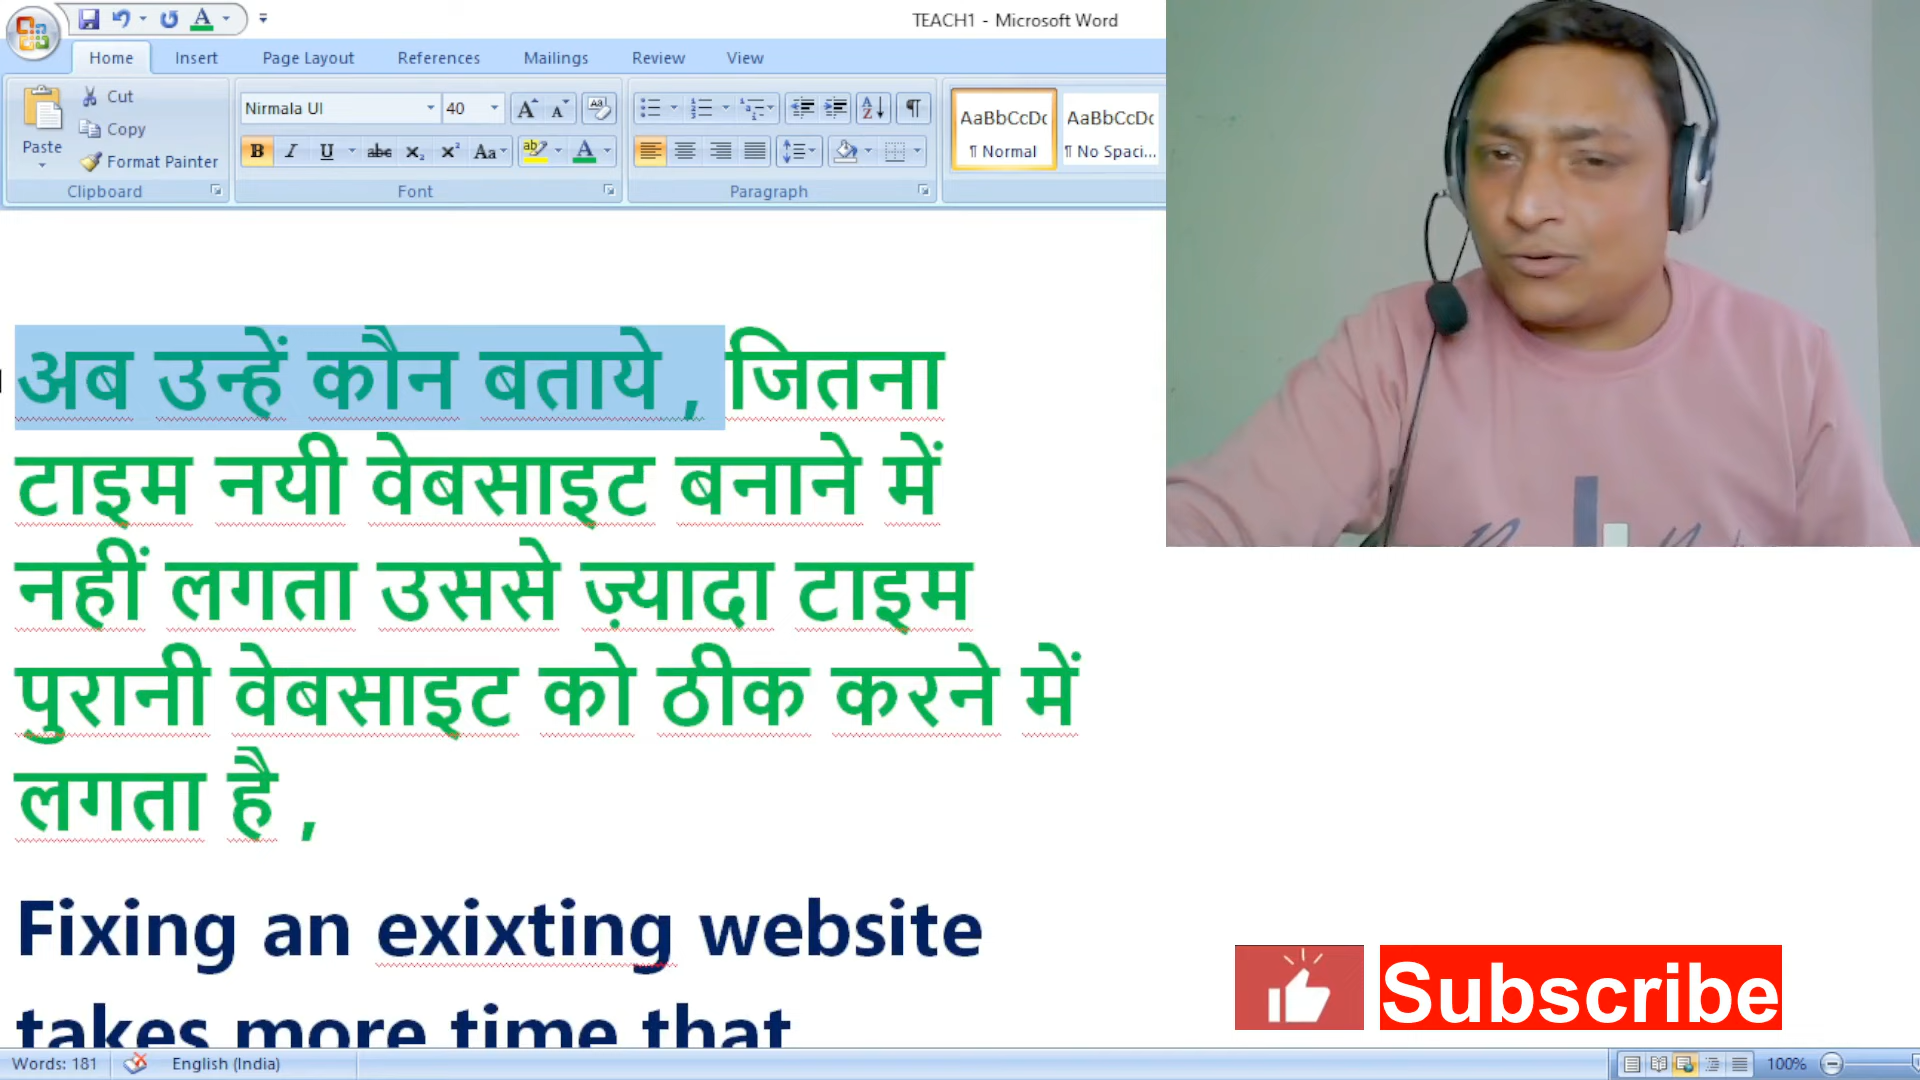 TEACH1 - Microsoft Word
Home Insert Page Layout References Mailings Review View
Paste
Cut
Copy
Format Painter
Clipboard
Nirmala UI 40
Font
Paragraph
AaBbCcDc AaBbCcDc
¶ Normal ¶ No Spaci...
अब उन्हें कौन बताये , जितना
टाइम नयी वेबसाइट बनाने में
नहीं लगता उससे ज़्यादा टाइम
पुरानी वेबसाइट को ठीक करने में
लगता है ,
Fixing an exixting website
takes more time that
Subscribe
Words: 181 English (India) 100%